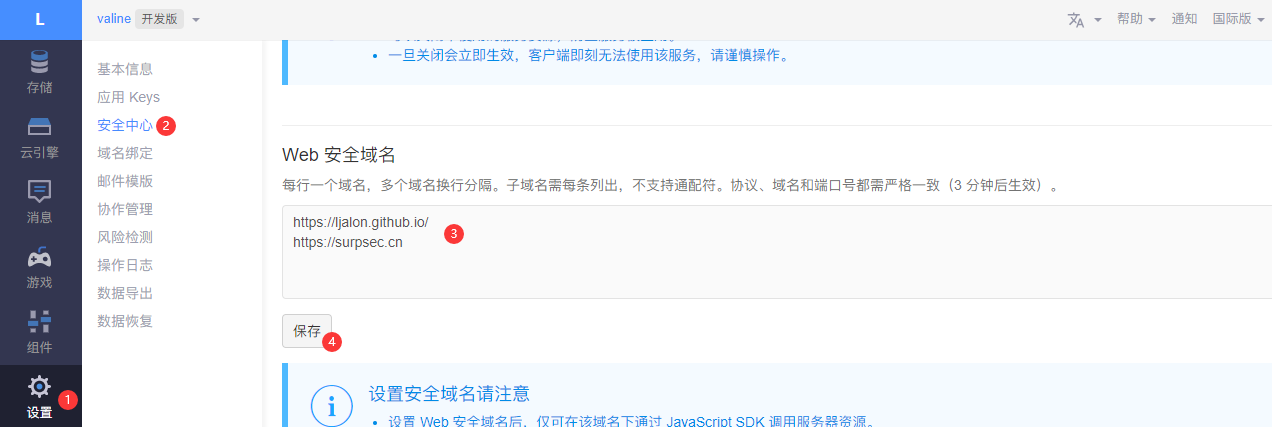 L
valine 开发版
帮助
通知
国际版
存储
云引擎
消息
游戏
组件
设置
1
基本信息
应用 Keys
安全中心
2
域名绑定
邮件模版
协作管理
风险检测
操作日志
数据导出
数据恢复
一旦关闭会立即生效，客户端即刻无法使用该服务，请谨慎操作。
Web 安全域名
每行一个域名，多个域名换行分隔。子域名需每条列出，不支持通配符。协议、域名和端口号都需严格一致（3 分钟后生效）。
https://ljalon.github.io/
https://surpsec.cn
3
保存
4
设置安全域名请注意
设置 Web 安全域名后，仅可在该域名下通过 JavaScript SDK 调用服务器资源。